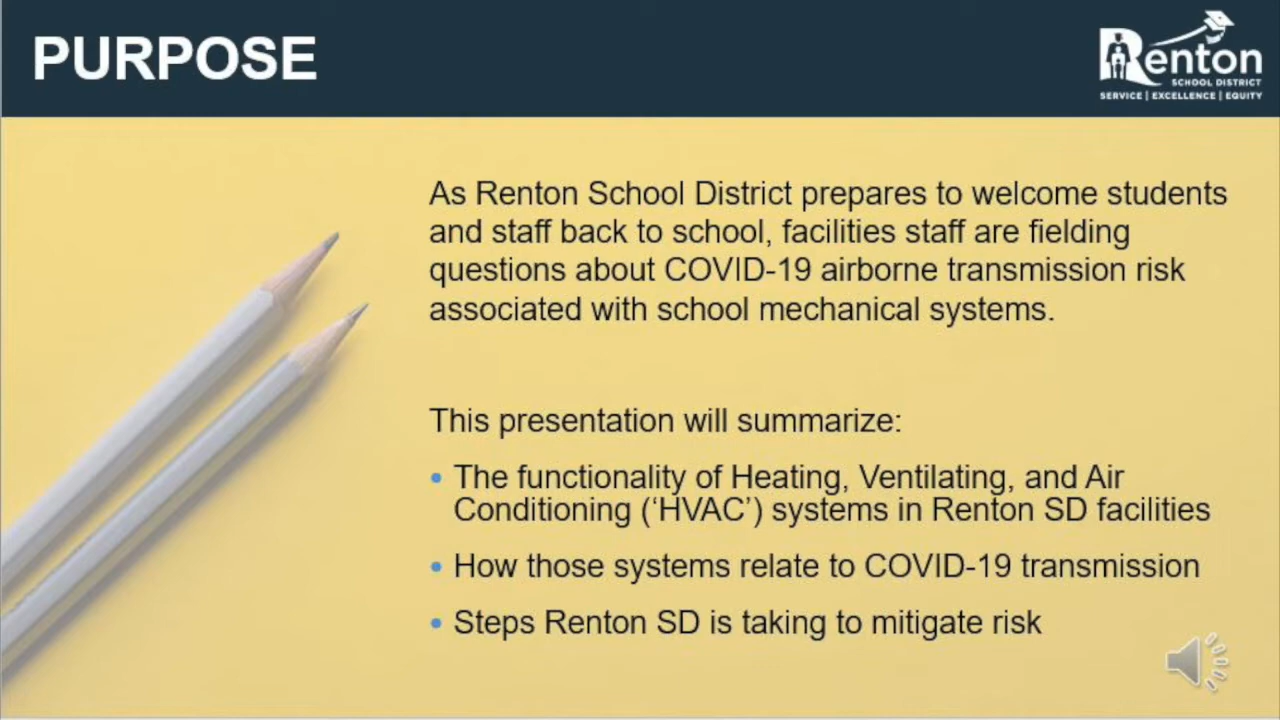 PURPOSE
Renton
SCHOOL DISTRICT
SERVICE | EXCELLENCE | EQUITY
As Renton School District prepares to welcome students
and staff back to school, facilities staff are fielding
questions about COVID-19 airborne transmission risk
associated with school mechanical systems.
This presentation will summarize:
• The functionality of Heating, Ventilating, and Air
Conditioning (‘HVAC’) systems in Renton SD facilities
• How those systems relate to COVID-19 transmission
• Steps Renton SD is taking to mitigate risk